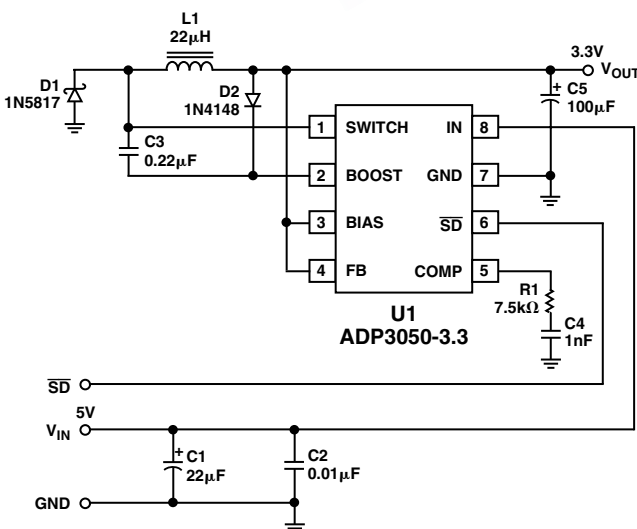 L1
22μH
3.3V
VOUT
D1
1N5817
D2
1N4148
C5
100μF
+
C3
0.22μF
1 SWITCH IN 8
2 BOOST GND 7
3 BIAS SD 6
4 FB COMP 5
R1
7.5kΩ
U1
ADP3050-3.3
C4
1nF
SD
5V
VIN
+
C1
22μF
C2
0.01μF
GND